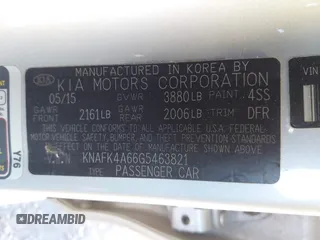 MANUFACTURED IN KOREA BY
KIA KIA MOTORS CORPORATION
05/15 GVWR 3880LB PAINT 4SS
GAWR FRONT 2161LB GAWR REAR 2006LB TRIM DFR
THIS VEHICLE CONFORMS TO ALL APPLICABLE FEDERAL
MOTOR VEHICLE SAFETY, BUMPER, AND THEFT PREVENTION
STANDARDS IN EFFECT ON THE DATE OF
MANUFACTURE SHOWN ABOVE.
KNAFK4A66G5463821
TYPE: PASSENGER CAR
Y76
VIN
DREAMBID